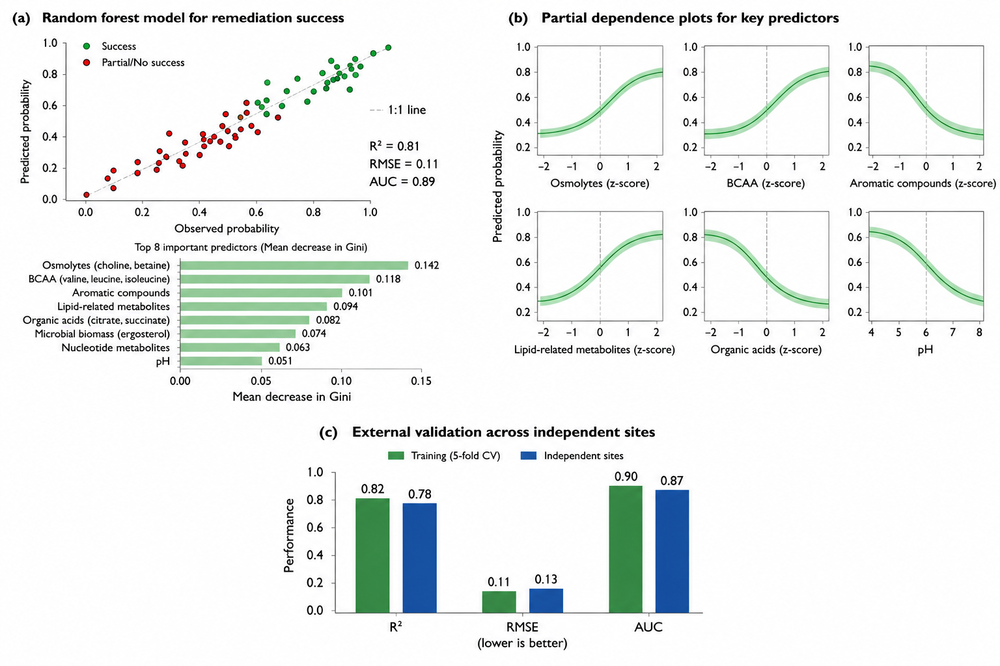 (a) Random forest model for remediation success
1.0
0.8
0.6
0.4
0.2
0.0
Predicted probability
Success
Partial/No success
1:1 line
R² = 0.81
RMSE = 0.11
AUC = 0.89
0.0 0.2 0.4 0.6 0.8 1.0
Observed probability
Top 8 important predictors (Mean decrease in Gini)
Osmolytes (choline, betaine) 0.142
BCAA (valine, leucine, isoleucine) 0.118
Aromatic compounds 0.101
Lipid-related metabolites 0.094
Organic acids (citrate, succinate) 0.082
Microbial biomass (ergosterol) 0.074
Nucleotide metabolites 0.063
pH 0.051
0.00 0.05 0.10 0.15
Mean decrease in Gini
(b) Partial dependence plots for key predictors
Predicted probability
1.0
0.8
0.6
0.4
0.2
−2 −1 0 1 2
Osmolytes (z-score)
1.0
0.8
0.6
0.4
0.2
−2 −1 0 1 2
BCAA (z-score)
1.0
0.8
0.6
0.4
0.2
−2 −1 0 1 2
Aromatic compounds (z-score)
1.0
0.8
0.6
0.4
0.2
−2 −1 0 1 2
Lipid-related metabolites (z-score)
1.0
0.8
0.6
0.4
0.2
−2 −1 0 1 2
Organic acids (z-score)
1.0
0.8
0.6
0.4
0.2
4 5 6 7 8
pH
(c) External validation across independent sites
Training (5-fold CV) Independent sites
1.0
0.8
0.6
0.4
0.2
0.0
Performance
0.82 0.78
0.11 0.13
0.90 0.87
R² RMSE AUC
(lower is better)